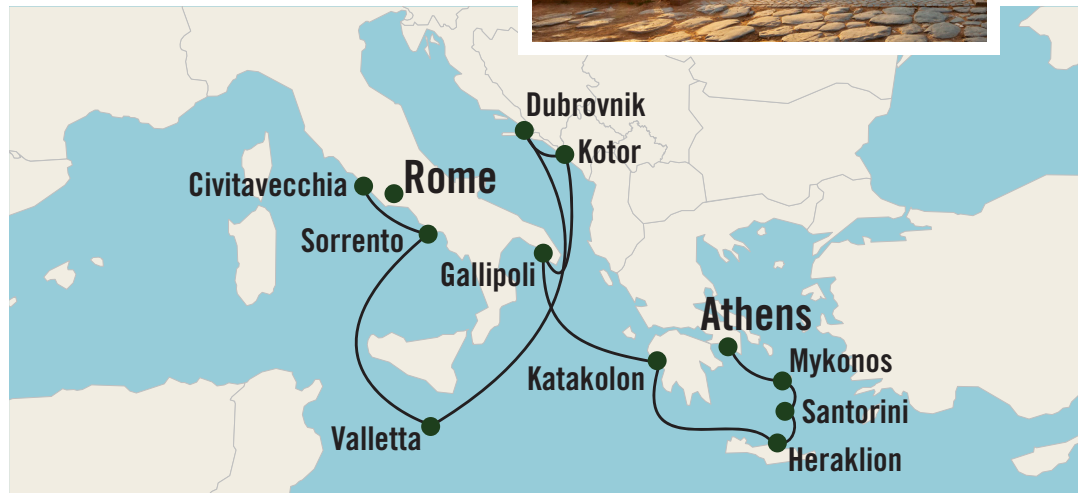 Dubrovnik
Kotor
Civitavecchia
Rome
Sorrento
Gallipoli
Athens
Mykonos
Katakolon
Santorini
Valletta
Heraklion